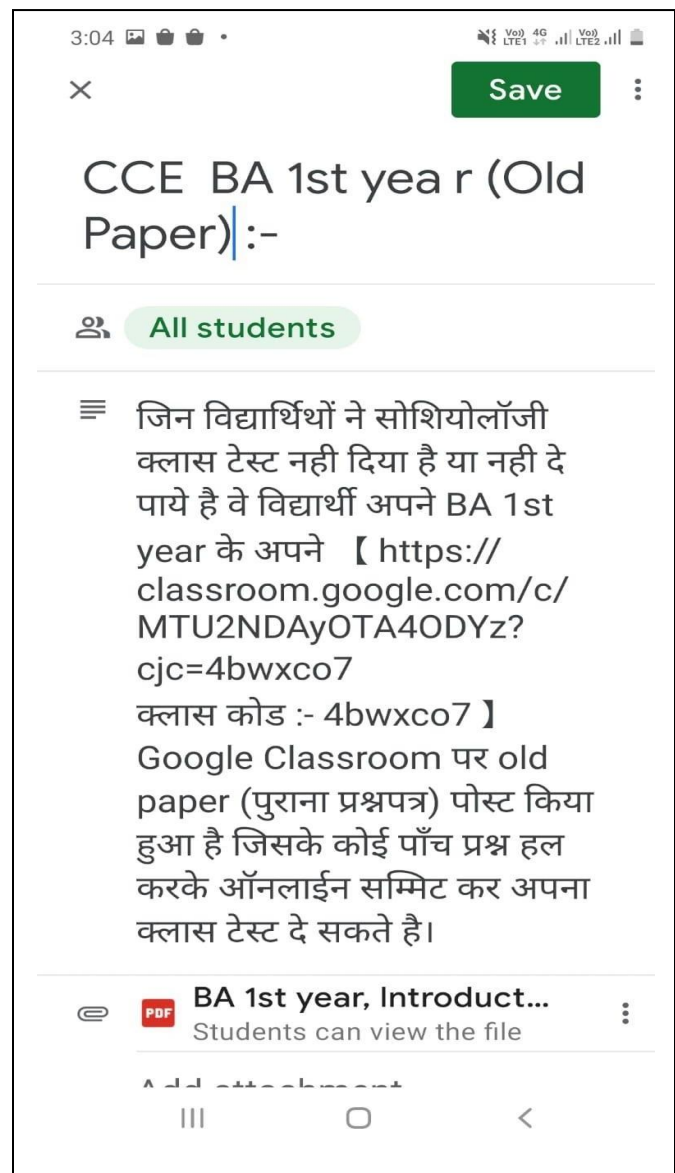 3:04
Vo)) LTE1 4G Vo)) LTE2
Save
CCE BA 1st yea r (Old
Paper) :-
All students
जिन विद्यार्थियों ने सोशियोलॉजी
क्लास टेस्ट नही दिया है या नही दे
पाये है वे विद्यार्थी अपने BA 1st
year के अपने 【 https://
classroom.google.com/c/
MTU2NDAyOTA4ODYz?
cjc=4bwxco7
क्लास कोड :- 4bwxco7 】
Google Classroom पर old
paper (पुराना प्रश्नपत्र) पोस्ट किया
हुआ है जिसके कोई पाँच प्रश्न हल
करके ऑनलाईन सम्मिट कर अपना
क्लास टेस्ट दे सकते है।
PDF
BA 1st year, Introduct...
Students can view the file
Add attachment